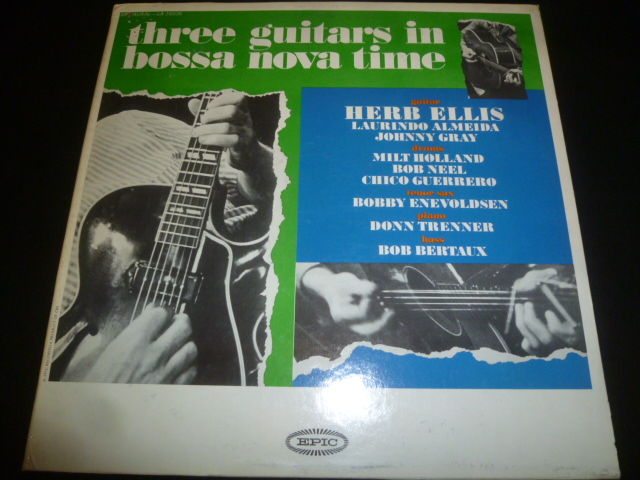 three guitars in
bossa nova time
guitar
HERB ELLIS
LAURINDO ALMEIDA
JOHNNY GRAY
drums
MILT HOLLAND
BOB NEEL
CHICO GUERRERO
tenor sax
BOBBY ENEVOLDSEN
piano
DONN TRENNER
bass
BOB BERTAUX
EPIC